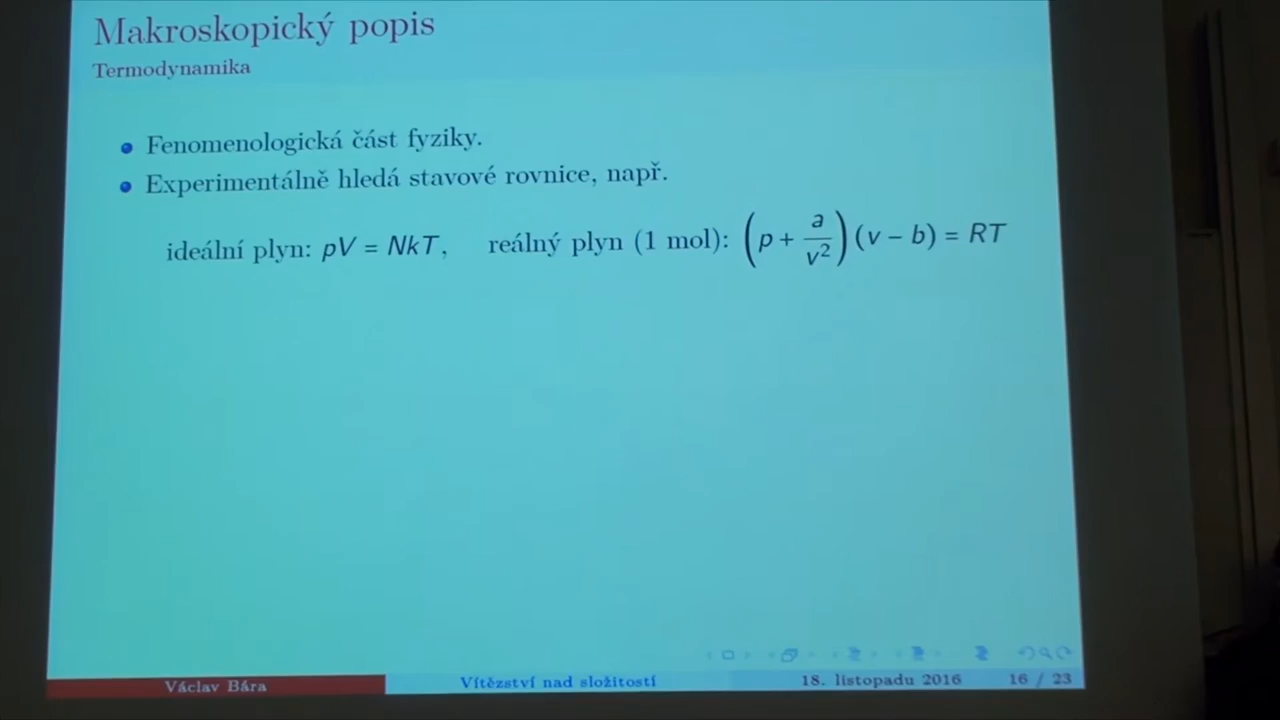 Makroskopický popis
Termodynamika
Fenomenologická část fyziky.
Experimentálně hledá stavové rovnice, např.
ideální plyn: pV = NkT, reálný plyn (1 mol): (p + a/v²)(v − b) = RT
Václav Bára Vítězství nad složitostí 18. listopadu 2016 16 / 23